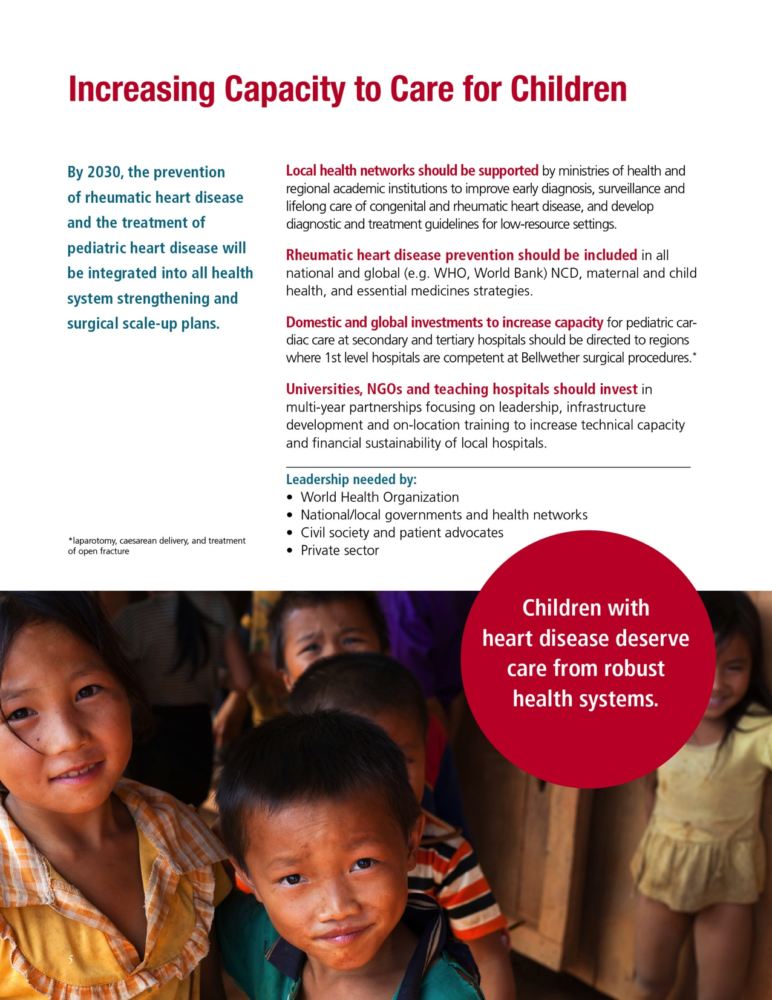 Increasing Capacity to Care for Children
By 2030, the prevention
of rheumatic heart disease
and the treatment of
pediatric heart disease will
be integrated into all health
system strengthening and
surgical scale-up plans.
Local health networks should be supported by ministries of health and
regional academic institutions to improve early diagnosis, surveillance and
lifelong care of congenital and rheumatic heart disease, and develop
diagnostic and treatment guidelines for low-resource settings.
Rheumatic heart disease prevention should be included in all
national and global (e.g. WHO, World Bank) NCD, maternal and child
health, and essential medicines strategies.
Domestic and global investments to increase capacity for pediatric car-
diac care at secondary and tertiary hospitals should be directed to regions
where 1st level hospitals are competent at Bellwether surgical procedures.*
Universities, NGOs and teaching hospitals should invest in
multi-year partnerships focusing on leadership, infrastructure
development and on-location training to increase technical capacity
and financial sustainability of local hospitals.
Leadership needed by:
• World Health Organization
• National/local governments and health networks
• Civil society and patient advocates
• Private sector
*laparotomy, caesarean delivery, and treatment
of open fracture
Children with
heart disease deserve
care from robust
health systems.
5